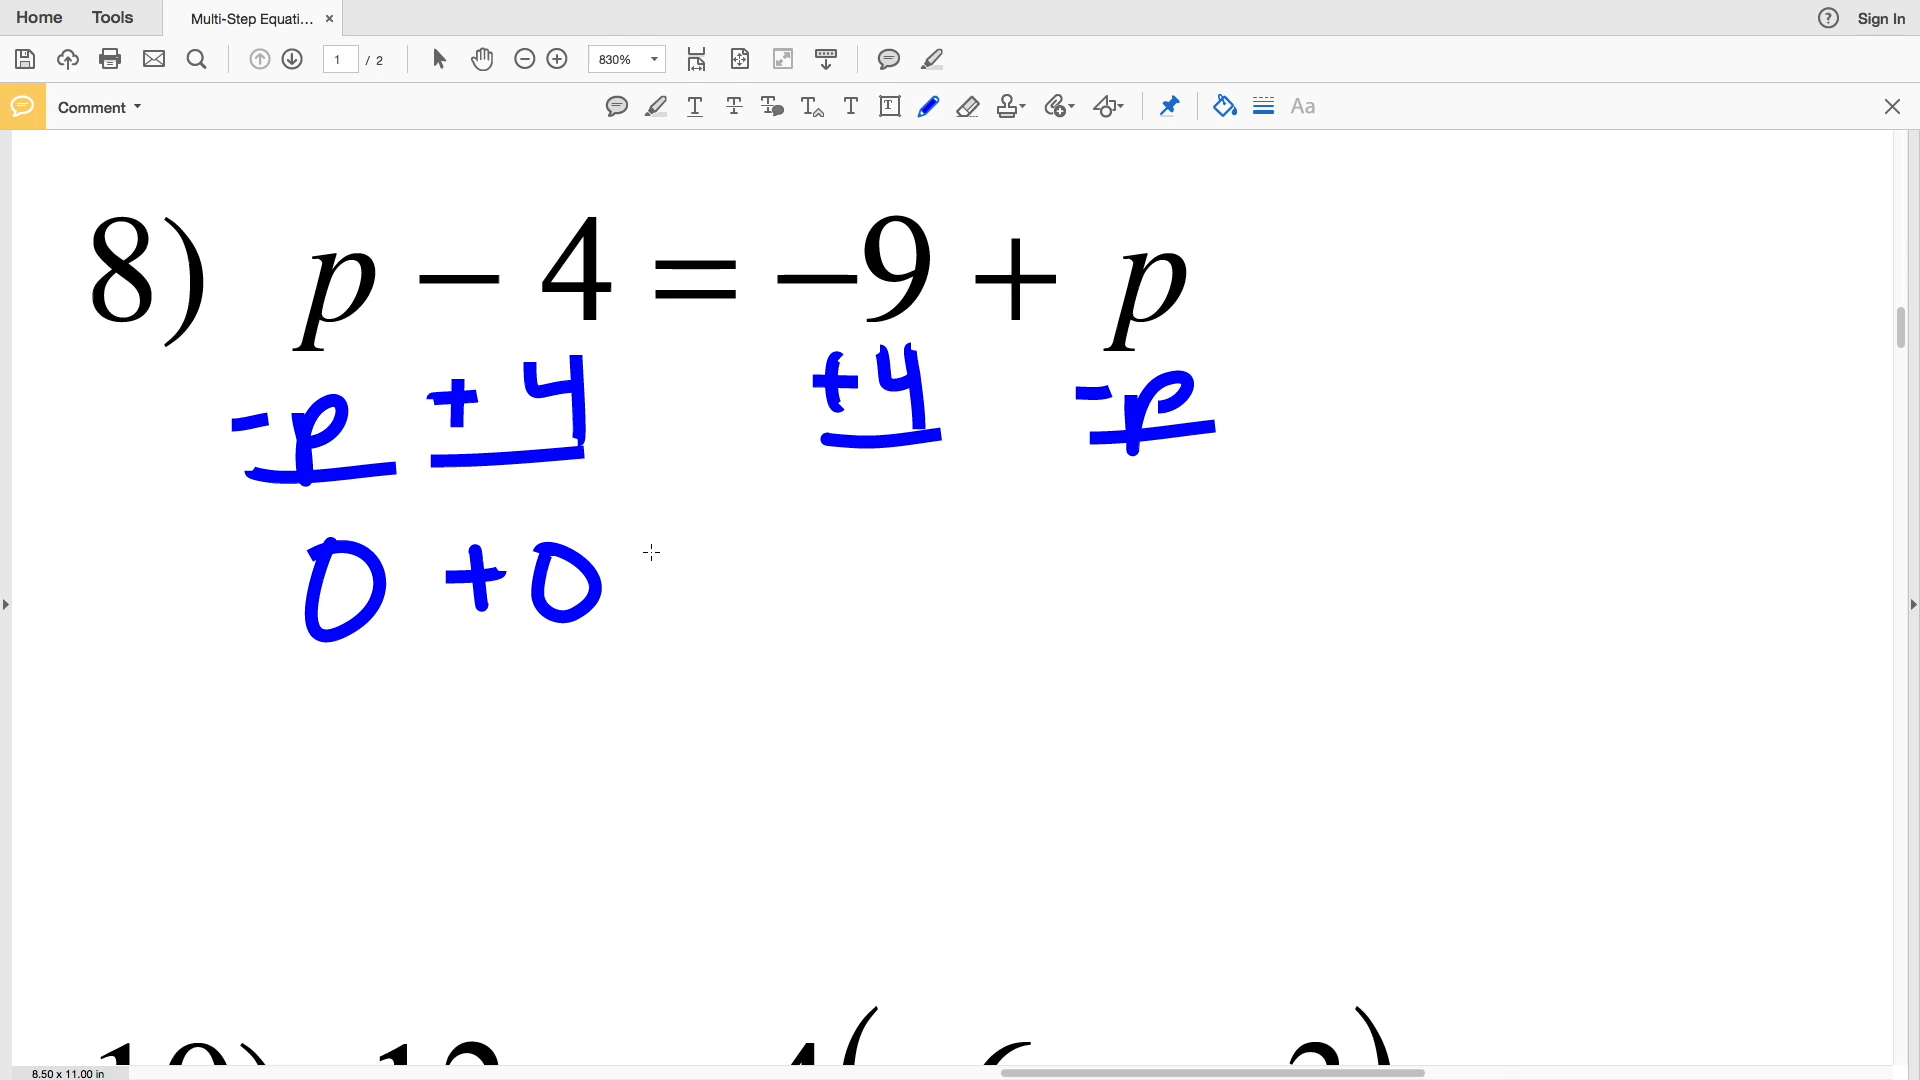 Home Tools Multi-Step Equati... × ? Sign In
1 / 2 830%
Comment T T T T T T Aa
8) p − 4 = −9 + p
-p +4 +4 -p
0 +0
8.50 x 11.00 in